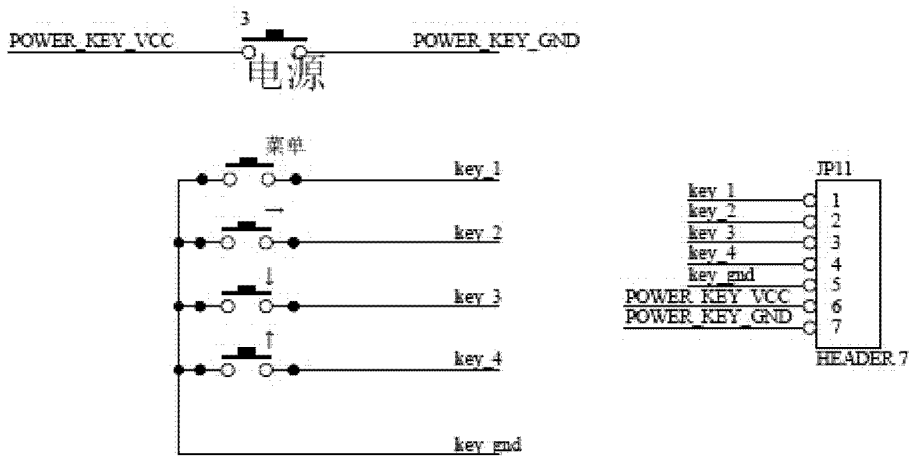 3
POWER_KEY_VCC
POWER_KEY_GND
电源
菜单
key_1
→
key_2
↓
key_3
↑
key_4
key_gnd
JP11
key_1 1
key_2 2
key_3 3
key_4 4
key_gnd 5
POWER_KEY_VCC 6
POWER_KEY_GND 7
HEADER 7